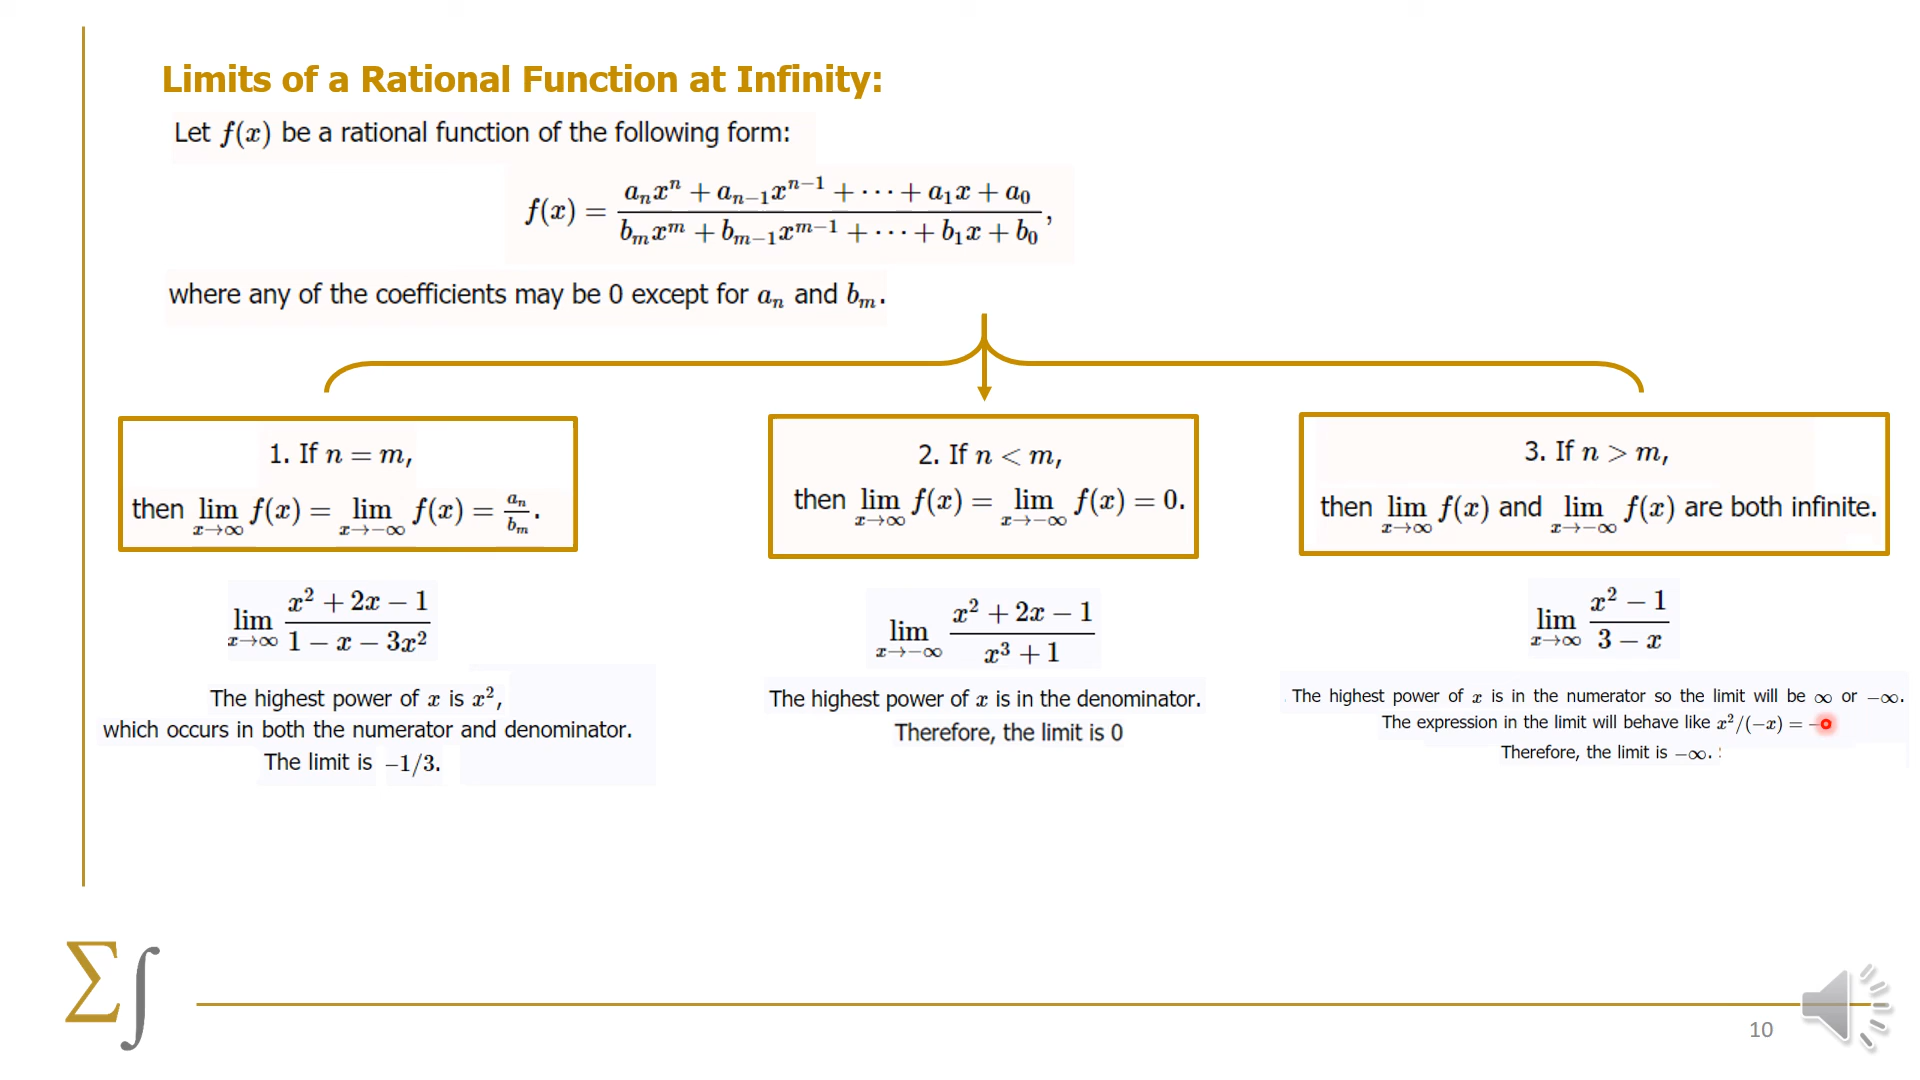 Limits of a Rational Function at Infinity:
Let f(x) be a rational function of the following form:
f(x) = \frac{a_n x^n + a_{n-1} x^{n-1} + ··· + a_1 x + a_0}{b_m x^m + b_{m-1} x^{m-1} + ··· + b_1 x + b_0},
where any of the coefficients may be 0 except for a_n and b_m.
1. If n = m,
then \lim_{x→∞} f(x) = \lim_{x→−∞} f(x) = \frac{a_n}{b_m}.
\lim_{x→∞} \frac{x^2 + 2x − 1}{1 − x − 3x^2}
The highest power of x is x^2,
which occurs in both the numerator and denominator.
The limit is −1/3.
2. If n < m,
then \lim_{x→∞} f(x) = \lim_{x→−∞} f(x) = 0.
\lim_{x→−∞} \frac{x^2 + 2x − 1}{x^3 + 1}
The highest power of x is in the denominator.
Therefore, the limit is 0
3. If n > m,
then \lim_{x→∞} f(x) and \lim_{x→−∞} f(x) are both infinite.
\lim_{x→∞} \frac{x^2 − 1}{3 − x}
The highest power of x is in the numerator so the limit will be ∞ or −∞.
The expression in the limit will behave like x^2/(−x) = −
Therefore, the limit is −∞.
∑∫
10